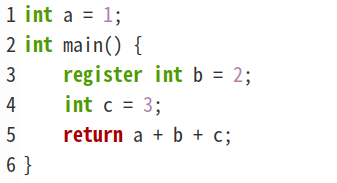 1 int a = 1;
2 int main() {
3     register int b = 2;
4     int c = 3;
5     return a + b + c;
6 }